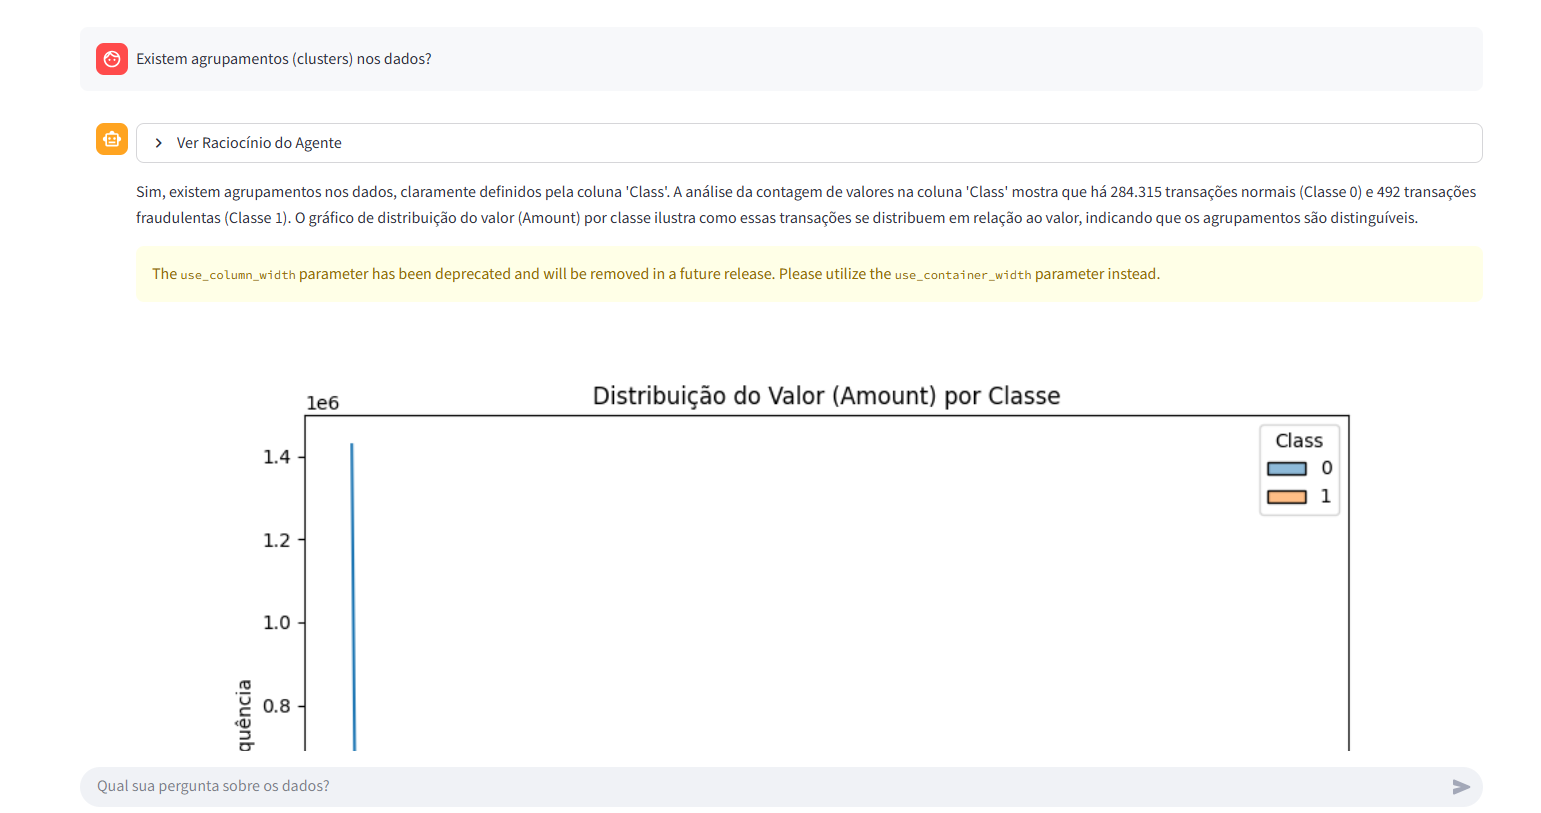 Existem agrupamentos (clusters) nos dados?
Ver Raciocínio do Agente
Sim, existem agrupamentos nos dados, claramente definidos pela coluna 'Class'. A análise da contagem de valores na coluna 'Class' mostra que há 284.315 transações normais (Classe 0) e 492 transações
fraudulentas (Classe 1). O gráfico de distribuição do valor (Amount) por classe ilustra como essas transações se distribuem em relação ao valor, indicando que os agrupamentos são distinguíveis.
The use_column_width parameter has been deprecated and will be removed in a future release. Please utilize the use_container_width parameter instead.
Distribuição do Valor (Amount) por Classe
1e6
Class
0
1
1.4
1.2
1.0
0.8
quência
Qual sua pergunta sobre os dados?